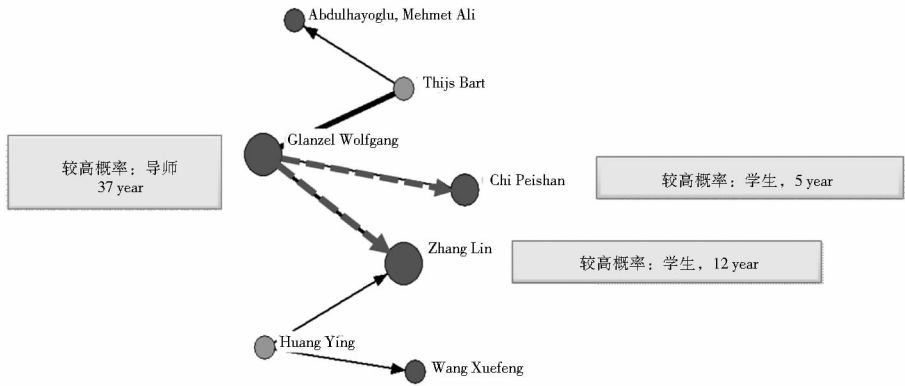 Abdulhayoglu, Mehmet Ali
Thijs Bart
Glanzel Wolfgang
较高概率：导师
37 year
Chi Peishan
较高概率：学生，5 year
Zhang Lin
较高概率：学生，12 year
Huang Ying
Wang Xuefeng